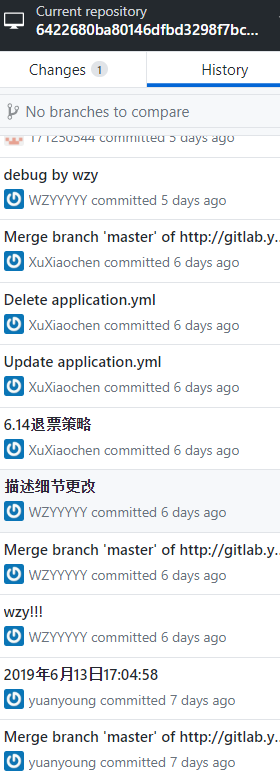 Current repository
6422680ba80146dfbd3298f7bc...
Changes 1
History
No branches to compare
171250544 committed 5 days ago
debug by wzy
WZYYYYY committed 5 days ago
Merge branch 'master' of http://gitlab.y...
XuXiaochen committed 6 days ago
Delete application.yml
XuXiaochen committed 6 days ago
Update application.yml
XuXiaochen committed 6 days ago
6.14退票策略
XuXiaochen committed 6 days ago
描述细节更改
WZYYYYY committed 6 days ago
Merge branch 'master' of http://gitlab.y...
WZYYYYY committed 6 days ago
wzy!!!
WZYYYYY committed 6 days ago
2019年6月13日17:04:58
yuanyoung committed 7 days ago
Merge branch 'master' of http://gitlab.y...
yuanyoung committed 7 days ago